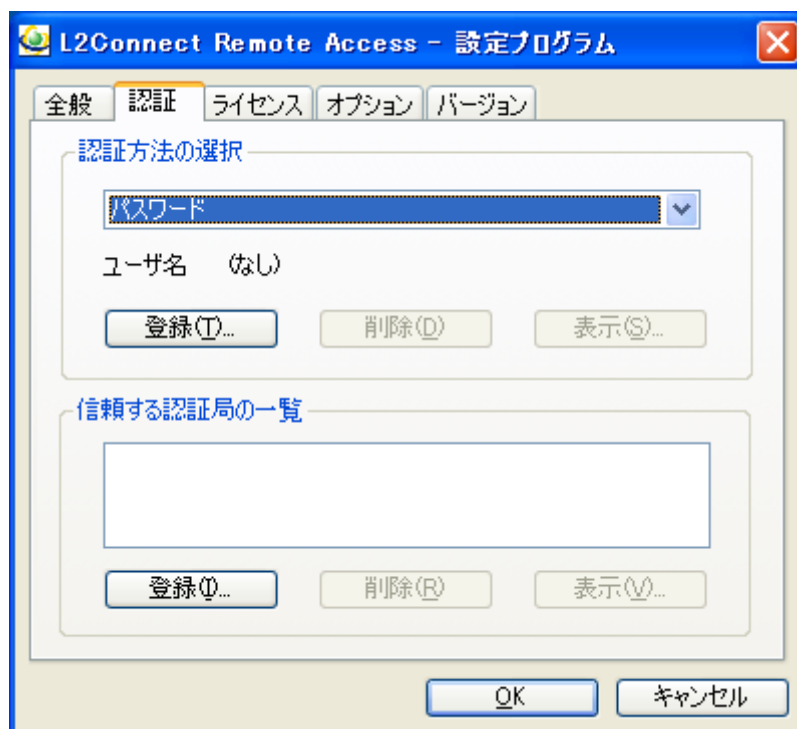 L2Connect Remote Access - 設定プログラム
全般 認証 ライセンス オプション バージョン
認証方法の選択
パスワード
ユーザ名 (なし)
登録(T)... 削除(D) 表示(S)...
信頼する認証局の一覧
登録(I)... 削除(R) 表示(V)...
OK キャンセル